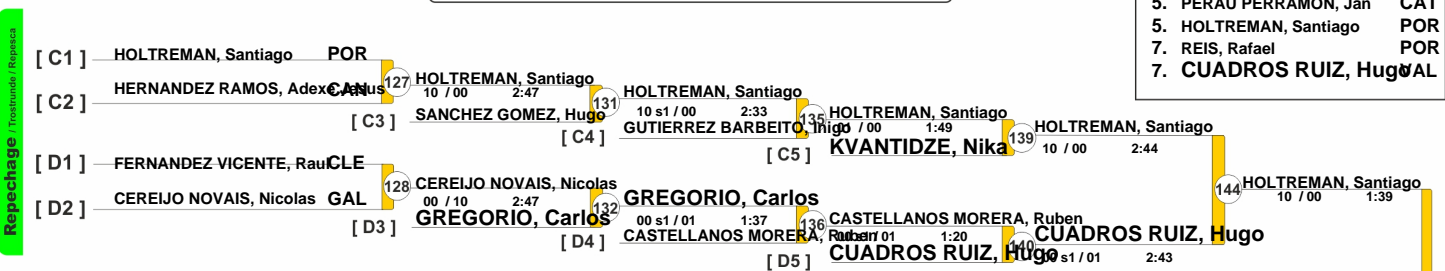 5. PERAU PERRAMON, Jan CAT
5. HOLTREMAN, Santiago POR
7. REIS, Rafael POR
7. CUADROS RUIZ, Hugo VAL
Repechage / Trostrunde / Repesca
[ C1 ] HOLTREMAN, Santiago POR
[ C2 ] HERNANDEZ RAMOS, Adexe Jesus CAN
127
HOLTREMAN, Santiago
10 / 00 2:47
[ C3 ] SANCHEZ GOMEZ, Hugo
131
HOLTREMAN, Santiago
10 s1 / 00 2:33
[ C4 ] GUTIERREZ BARBEITO, Inigo
135
HOLTREMAN, Santiago
01 / 00 1:49
[ C5 ] KVANTIDZE, Nika
139
HOLTREMAN, Santiago
10 / 00 2:44
[ D1 ] FERNANDEZ VICENTE, Raul CLE
[ D2 ] CEREIJO NOVAIS, Nicolas GAL
128
CEREIJO NOVAIS, Nicolas
00 / 10 2:47
[ D3 ] GREGORIO, Carlos
132
GREGORIO, Carlos
00 s1 / 01 1:37
[ D4 ] CASTELLANOS MORERA, Ruben
136
CASTELLANOS MORERA, Ruben
/ 01 1:20
[ D5 ] CUADROS RUIZ, Hugo
140
CUADROS RUIZ, Hugo
s1 / 01 2:43
144
HOLTREMAN, Santiago
10 / 00 1:39